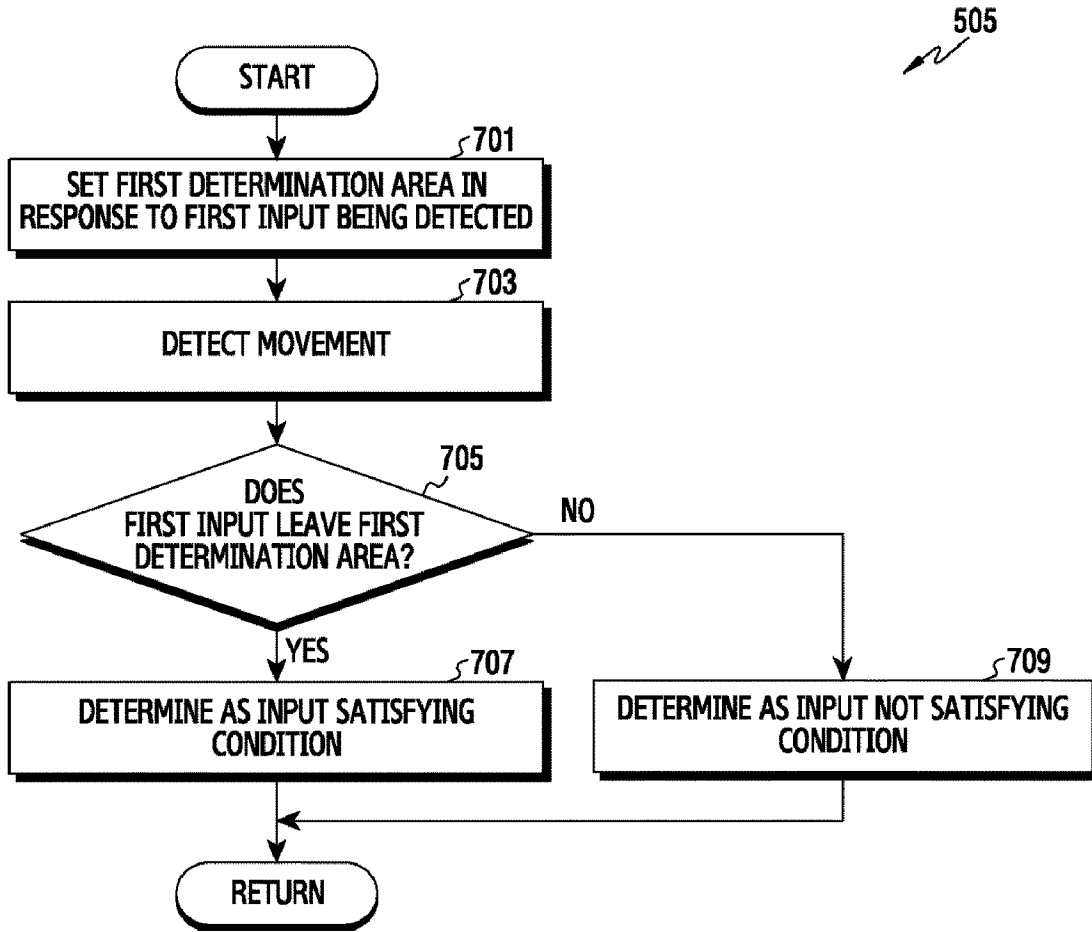 505
START
701
SET FIRST DETERMINATION AREA IN
RESPONSE TO FIRST INPUT BEING DETECTED
703
DETECT MOVEMENT
705
DOES
FIRST INPUT LEAVE FIRST
DETERMINATION AREA?
NO
YES
707
DETERMINE AS INPUT SATISFYING
CONDITION
709
DETERMINE AS INPUT NOT SATISFYING
CONDITION
RETURN